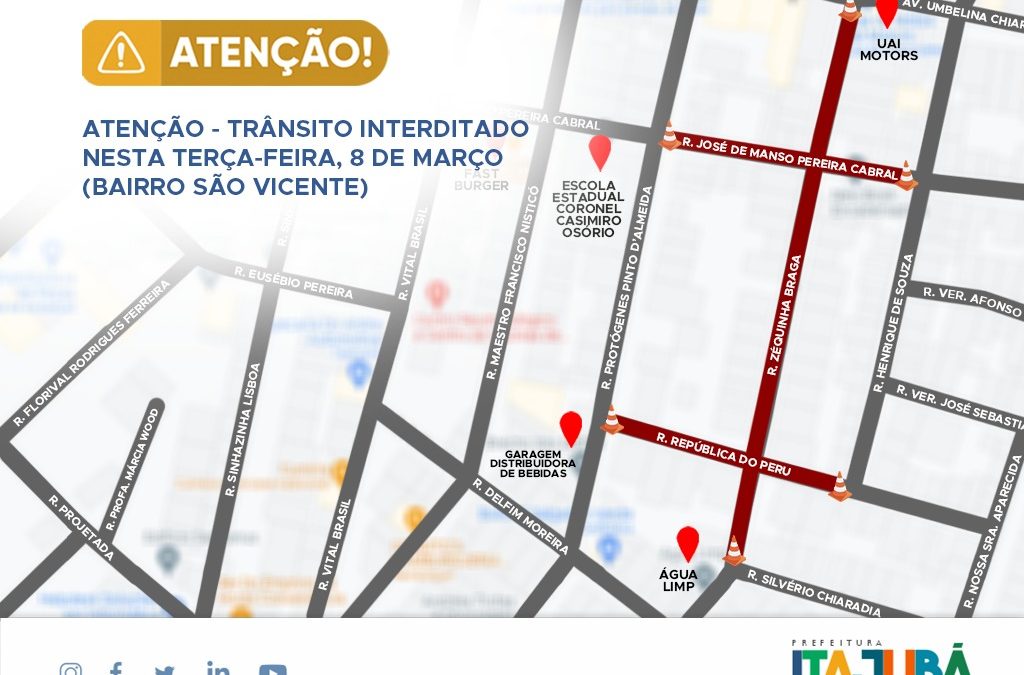 ATENÇÃO!
ATENÇÃO - TRÂNSITO INTERDITADO
NESTA TERÇA-FEIRA, 8 DE MARÇO
(BAIRRO SÃO VICENTE)
AV. UMBELINA CHIAR
UAI
MOTORS
PEREIRA CABRAL
R. JOSÉ DE MANSO PEREIRA CABRAL
FAST
BURGER
ESCOLA
ESTADUAL
CORONEL
CASIMIRO
OSÓRIO
R. EUSÉBIO PEREIRA
R. VITAL BRASIL
R. MAESTRO FRANCISCO NISTICÓ
R. PROTÓGENES PINTO D'ALMEIDA
R. ZÉQUINHA BRAGA
R. HENRIQUE DE SOUZA
R. VER. AFONSO
R. VER. JOSÉ SEBASTIA
R. FLORIVAL RODRIGUES FERREIRA
R. PROFA. MÁRCIA WOOD
R. SINHAZINHA LISBOA
R. PROJETADA
R. VITAL BRASIL
R. DELFIM MOREIRA
GARAGEM
DISTRIBUIDORA
DE BEBIDAS
R. REPÚBLICA DO PERU
R. NOSSA SRA. APARECIDA
ÁGUA
LIMP
R. SILVÉRIO CHIARADIA
PREFEITURA
ITAJUBÁ